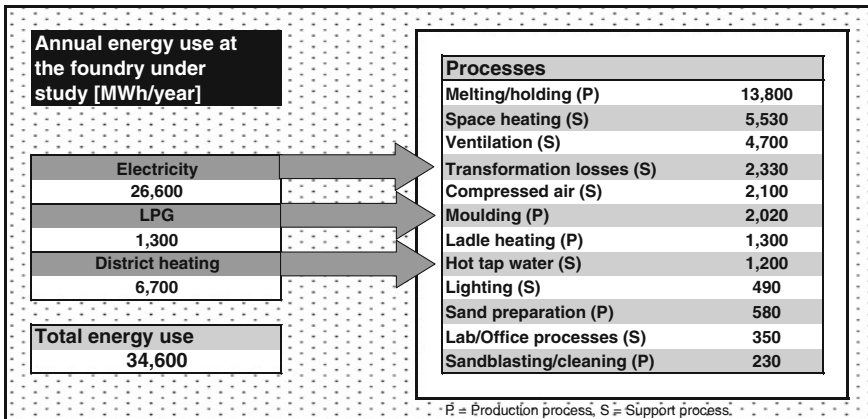 Annual energy use at
the foundry under
study [MWh/year]
Electricity
26,600
LPG
1,300
District heating
6,700
Total energy use
34,600
Processes
Melting/holding (P) 13,800
Space heating (S) 5,530
Ventilation (S) 4,700
Transformation losses (S) 2,330
Compressed air (S) 2,100
Moulding (P) 2,020
Ladle heating (P) 1,300
Hot tap water (S) 1,200
Lighting (S) 490
Sand preparation (P) 580
Lab/Office processes (S) 350
Sandblasting/cleaning (P) 230
P = Production process, S = Support process.